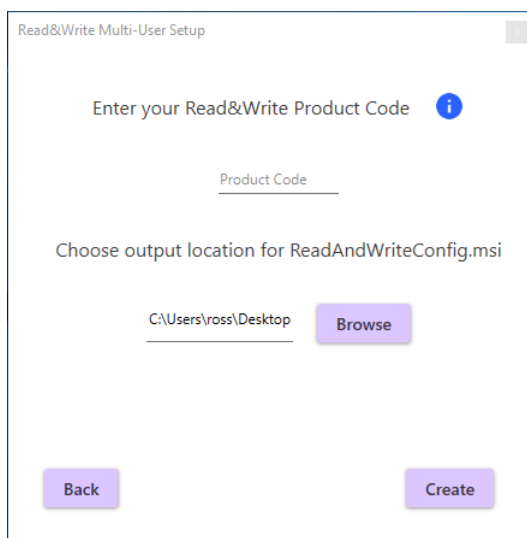 Read&Write Multi-User Setup
Enter your Read&Write Product Code
Product Code
Choose output location for ReadAndWriteConfig.msi
C:\Users\ross\Desktop Browse
Back Create